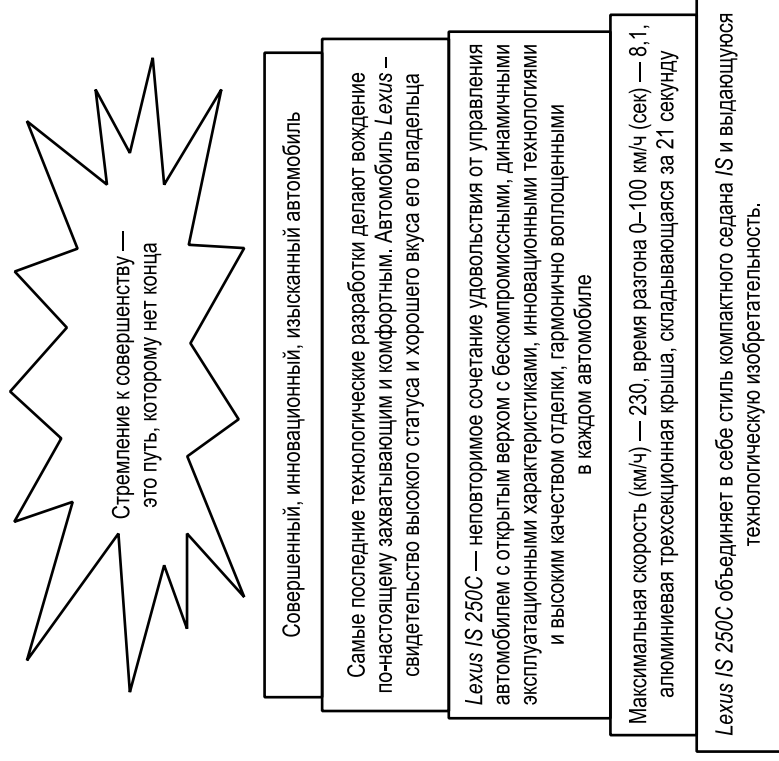 Стремление к совершенству —
это путь, которому нет конца
Совершенный, инновационный, изысканный автомобиль
Самые последние технологические разработки делают вождение
по-настоящему захватывающим и комфортным. Автомобиль Lexus –
свидетельство высокого статуса и хорошего вкуса его владельца
Lexus IS 250C — неповторимое сочетание удовольствия от управления
автомобилем с открытым верхом с бескомпромиссными, динамичными
эксплуатационными характеристиками, инновационными технологиями
и высоким качеством отделки, гармонично воплощенными
в каждом автомобиле
Максимальная скорость (км/ч) — 230, время разгона 0–100 км/ч (сек) — 8,1,
алюминиевая трехсекционная крыша, складывающаяся за 21 секунду
Lexus IS 250C объединяет в себе стиль компактного седана IS и выдающуюся
технологическую изобретательность.